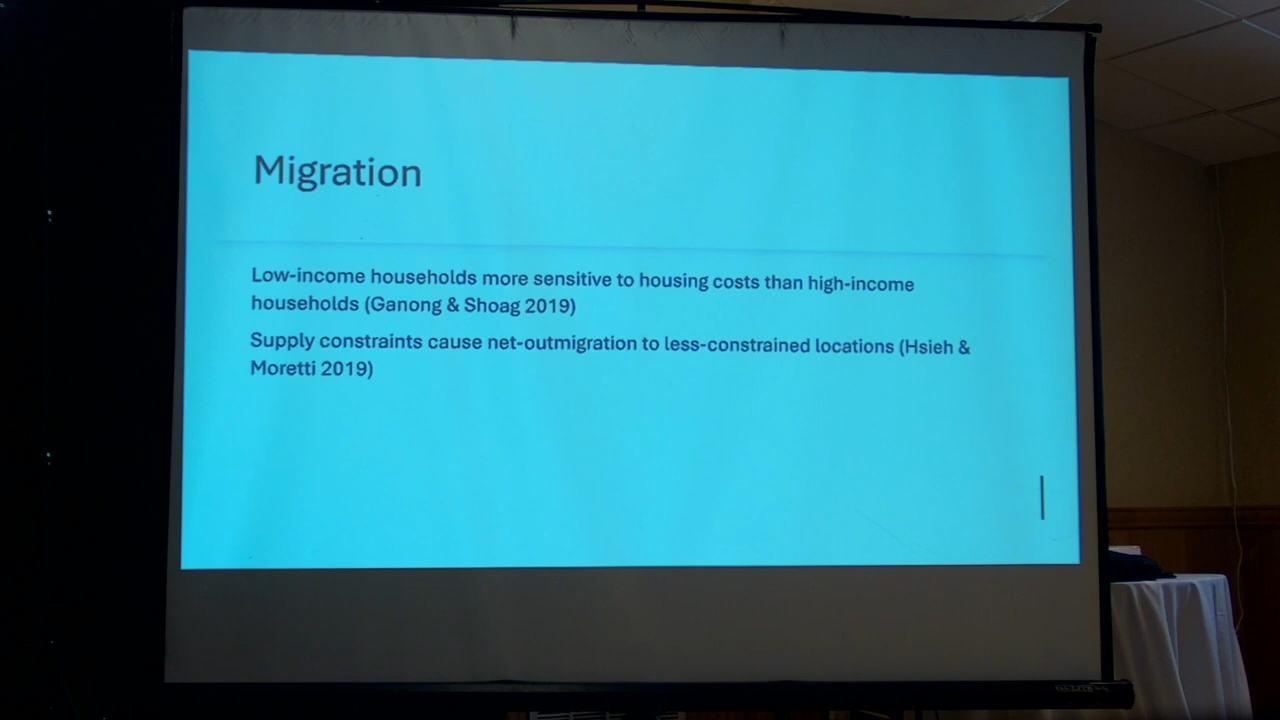 Migration
Low-income households more sensitive to housing costs than high-income
households (Ganong & Shoag 2019)
Supply constraints cause net-outmigration to less-constrained locations (Hsieh &
Moretti 2019)